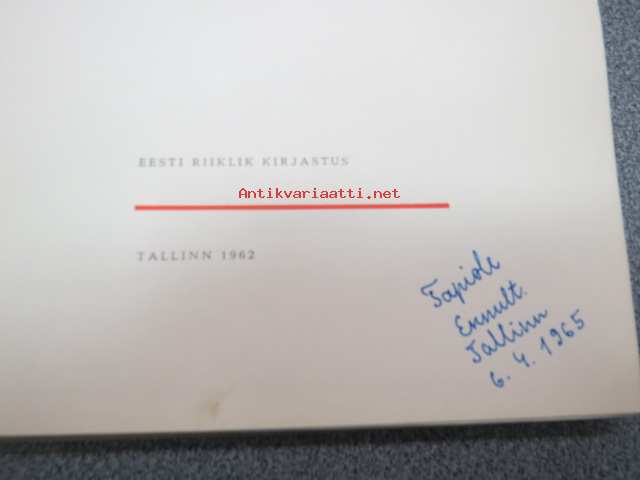 EESTI RIIKLIK KIRJASTUS
Antikvariaatti.net
TALLINN 1962
Tapiole
Ennult.
Tallinn
6. 4. 1965